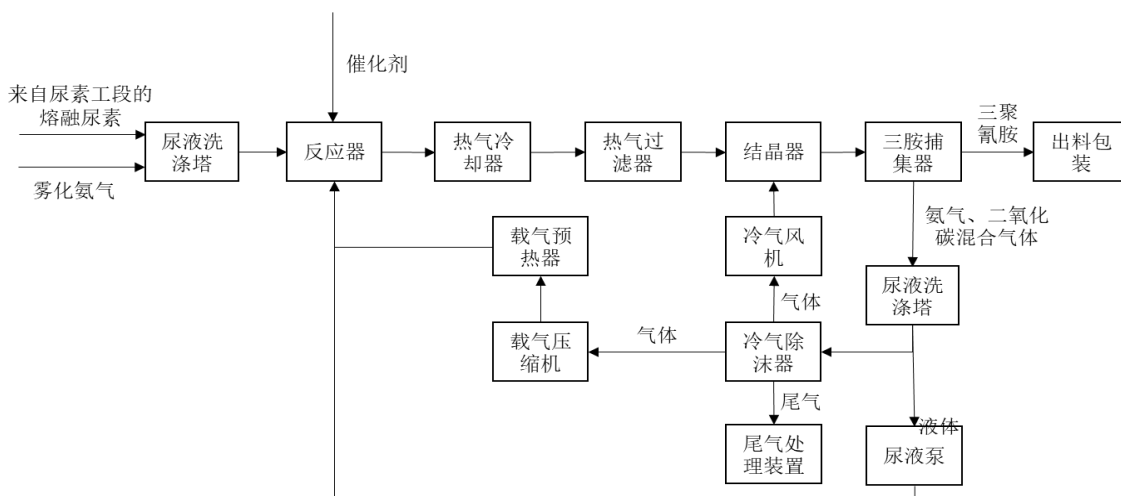 催化剂
来自尿素工段的
熔融尿素
雾化氨气
尿液洗
涤塔
反应器
热气冷
却器
热气过
滤器
结晶器
三胺捕
集器
三聚
氰胺
出料包
装
氨气、二氧化
碳混合气体
载气预
热器
冷气风
机
尿液洗
涤塔
气体
载气压
缩机
气体
冷气除
沫器
尾气
尾气处
理装置
液体
尿液泵